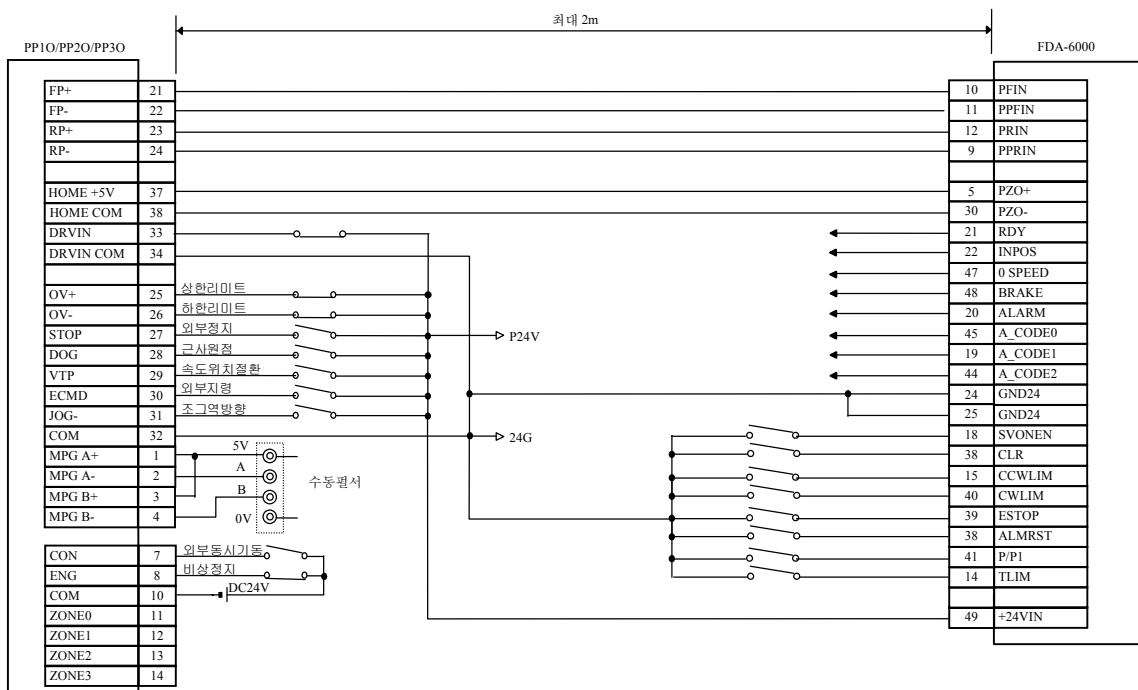 최대 2m
PP1O/PP2O/PP3O
FDA-6000
FP+ 21
FP- 22
RP+ 23
RP- 24
HOME +5V 37
HOME COM 38
DRVIN 33
DRVIN COM 34
OV+ 25 상한리미트
OV- 26 하한리미트
STOP 27 외부정지
DOG 28 근사원점
VTP 29 속도위치절환
ECMD 30 외부지령
JOG- 31 조그역방향
COM 32
P24V
24G
MPG A+ 1 5V
MPG A- 2 A
MPG B+ 3 B
MPG B- 4 0V
수동펄서
CON 7 외부동시기동
ENG 8 비상정지
COM 10 DC24V
ZONE0 11
ZONE1 12
ZONE2 13
ZONE3 14
10 PFIN
11 PPFIN
12 PRIN
9 PPRIN
5 PZO+
30 PZO-
21 RDY
22 INPOS
47 0 SPEED
48 BRAKE
20 ALARM
45 A_CODE0
19 A_CODE1
44 A_CODE2
24 GND24
25 GND24
18 SVONEN
38 CLR
15 CCWLIM
40 CWLIM
39 ESTOP
38 ALMRST
41 P/P1
14 TLIM
49 +24VIN